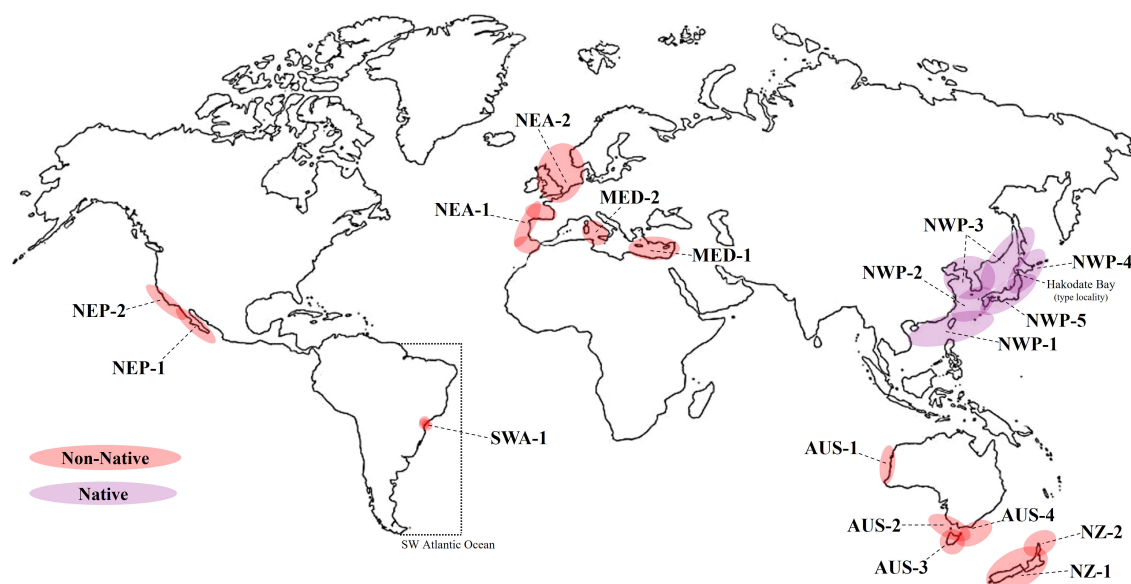 NEA-2
MED-2
NEA-1
NWP-3
MED-1
NWP-2
NWP-4
Hakodate Bay
(type locality)
NEP-2
NWP-5
NWP-1
NEP-1
SWA-1
AUS-1
Non-Native
Native
AUS-2
AUS-4
SW Atlantic Ocean
NZ-2
AUS-3
NZ-1